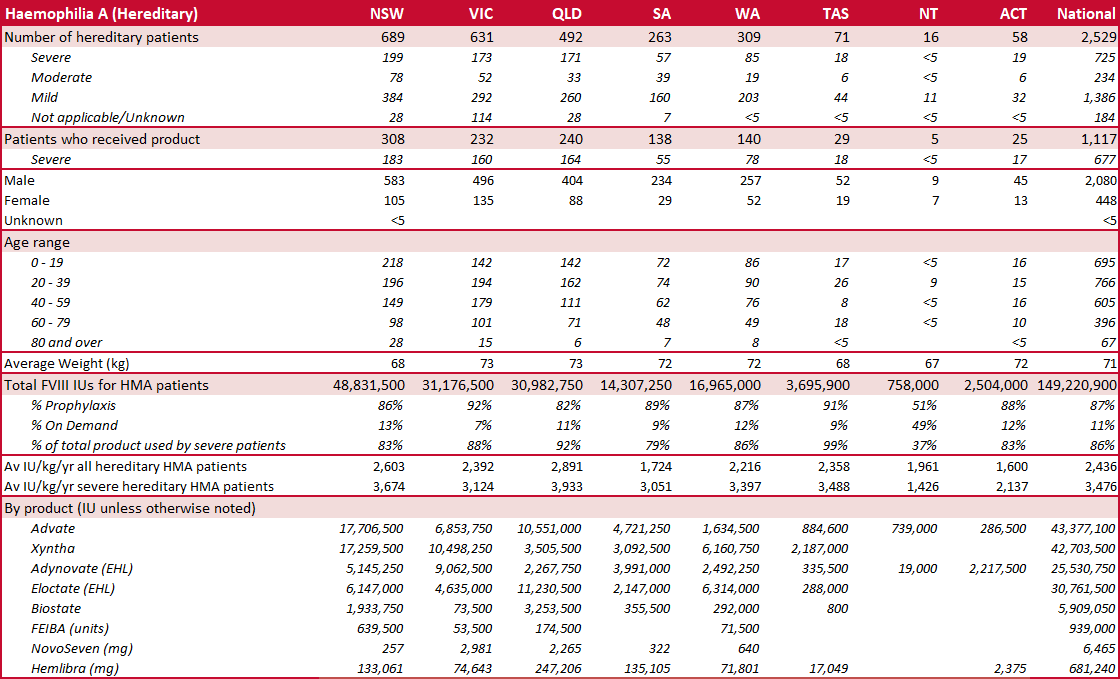 Haemophilia A (Hereditary) NSW VIC QLD SA WA TAS NT ACT National
Number of hereditary patients 689 631 492 263 309 71 16 58 2,529
Severe 199 173 171 57 85 18 <5 19 725
Moderate 78 52 33 39 19 6 <5 6 234
Mild 384 292 260 160 203 44 11 32 1,386
Not applicable/Unknown 28 114 28 7 <5 <5 <5 <5 184
Patients who received product 308 232 240 138 140 29 5 25 1,117
Severe 183 160 164 55 78 18 <5 17 677
Male 583 496 404 234 257 52 9 45 2,080
Female 105 135 88 29 52 19 7 13 448
Unknown <5 <5
Age range
0 - 19 218 142 142 72 86 17 <5 16 695
20 - 39 196 194 162 74 90 26 9 15 766
40 - 59 149 179 111 62 76 8 <5 16 605
60 - 79 98 101 71 48 49 18 <5 10 396
80 and over 28 15 6 7 8 <5 <5 67
Average Weight (kg) 68 73 73 72 72 68 67 72 71
Total FVIII IUs for HMA patients 48,831,500 31,176,500 30,982,750 14,307,250 16,965,000 3,695,900 758,000 2,504,000 149,220,900
% Prophylaxis 86% 92% 82% 89% 87% 91% 51% 88% 87%
% On Demand 13% 7% 11% 9% 12% 9% 49% 12% 11%
% of total product used by severe patients 83% 88% 92% 79% 86% 99% 37% 83% 86%
Av IU/kg/yr all hereditary HMA patients 2,603 2,392 2,891 1,724 2,216 2,358 1,961 1,600 2,436
Av IU/kg/yr severe hereditary HMA patients 3,674 3,124 3,933 3,051 3,397 3,488 1,426 2,137 3,476
By product (IU unless otherwise noted)
Advate 17,706,500 6,853,750 10,551,000 4,721,250 1,634,500 884,600 739,000 286,500 43,377,100
Xyntha 17,259,500 10,498,250 3,505,500 3,092,500 6,160,750 2,187,000 42,703,500
Adynovate (EHL) 5,145,250 9,062,500 2,267,750 3,991,000 2,492,250 335,500 19,000 2,217,500 25,530,750
Eloctate (EHL) 6,147,000 4,635,000 11,230,500 2,147,000 6,314,000 288,000 30,761,500
Biostate 1,933,750 73,500 3,253,500 355,500 292,000 800 5,909,050
FEIBA (units) 639,500 53,500 174,500 71,500 939,000
NovoSeven (mg) 257 2,981 2,265 322 640 6,465
Hemlibra (mg) 133,061 74,643 247,206 135,105 71,801 17,049 2,375 681,240